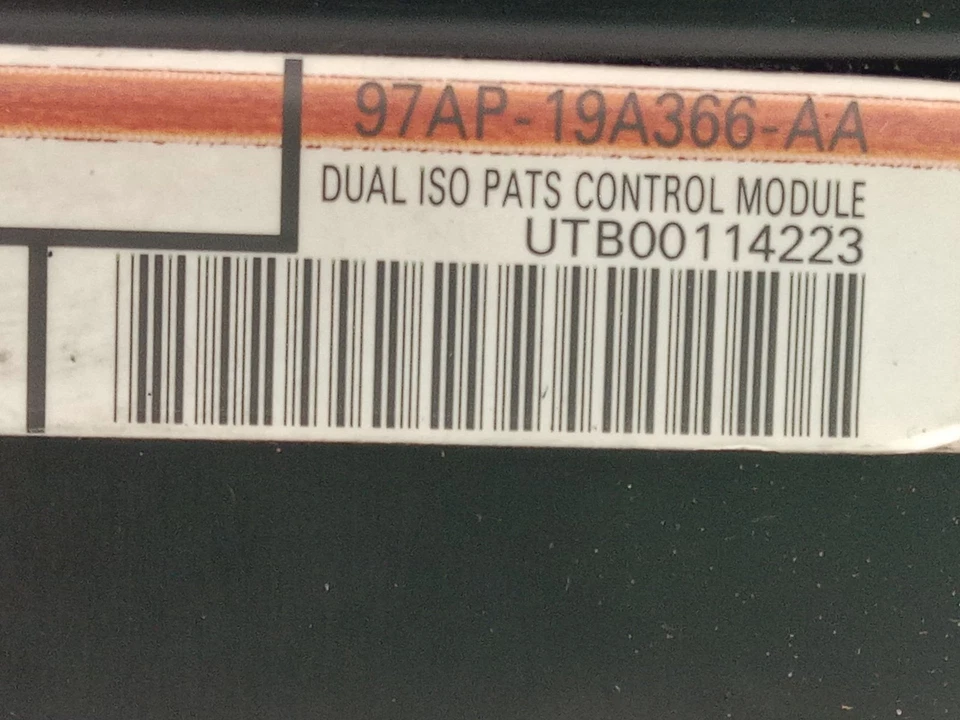 97AP-19A366-AA
DUAL ISO PATS CONTROL MODULE
UTB00114223